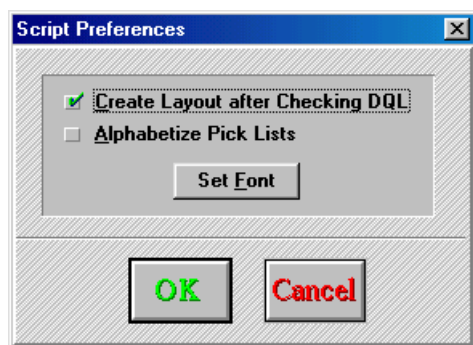 Script Preferences
Create Layout after Checking DQL
Alphabetize Pick Lists
Set Font
OK
Cancel